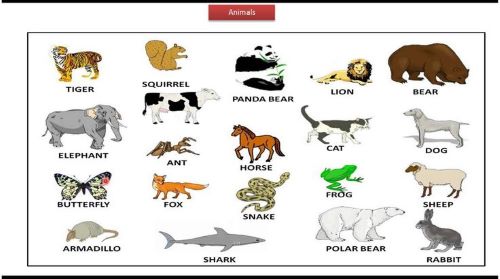 Animals
TIGER
SQUIRREL
PANDA BEAR
LION
BEAR
ELEPHANT
ANT
HORSE
CAT
DOG
BUTTERFLY
FOX
SNAKE
FROG
SHEEP
ARMADILLO
SHARK
POLAR BEAR
RABBIT